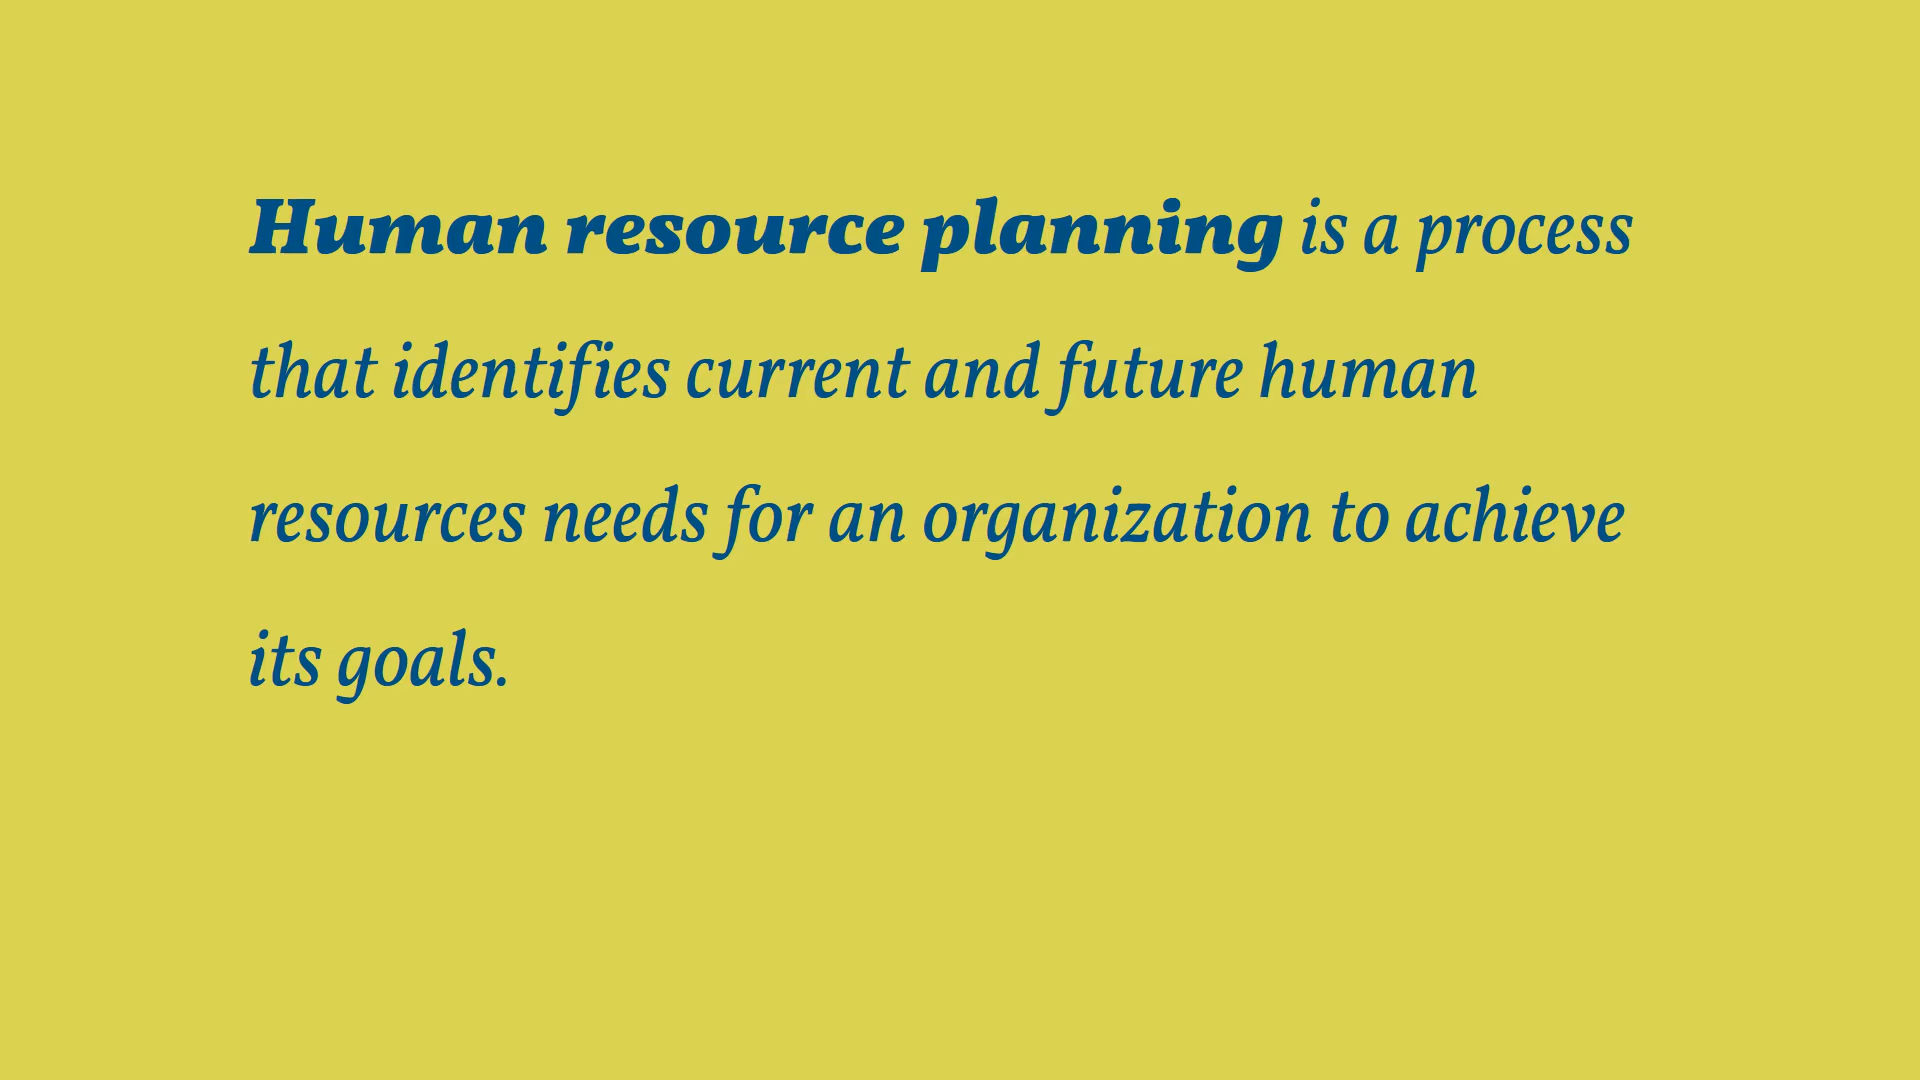 Human resource planning is a process
that identifies current and future human
resources needs for an organization to achieve
its goals.